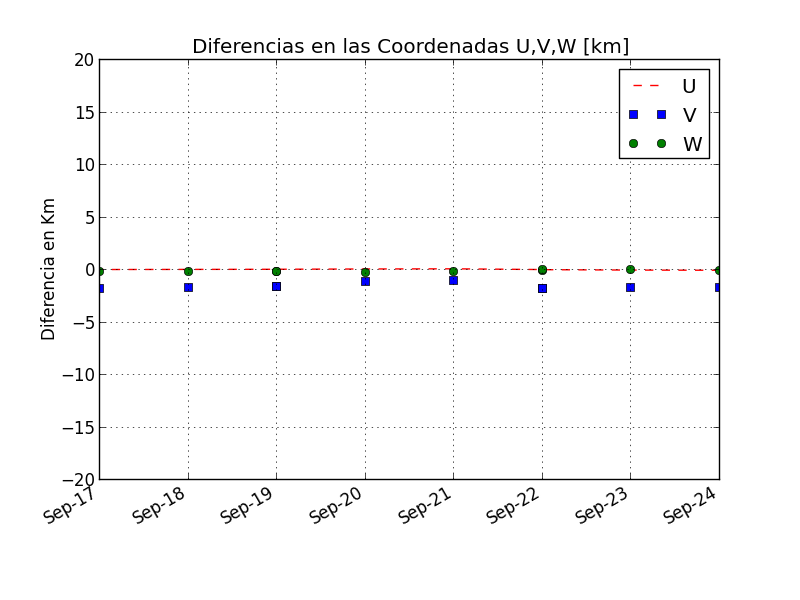 Diferencias en las Coordenadas U,V,W [km]
U
V
W
Diferencia en Km
20
15
10
5
0
−5
−10
−15
−20
Sep-17
Sep-18
Sep-19
Sep-20
Sep-21
Sep-22
Sep-23
Sep-24